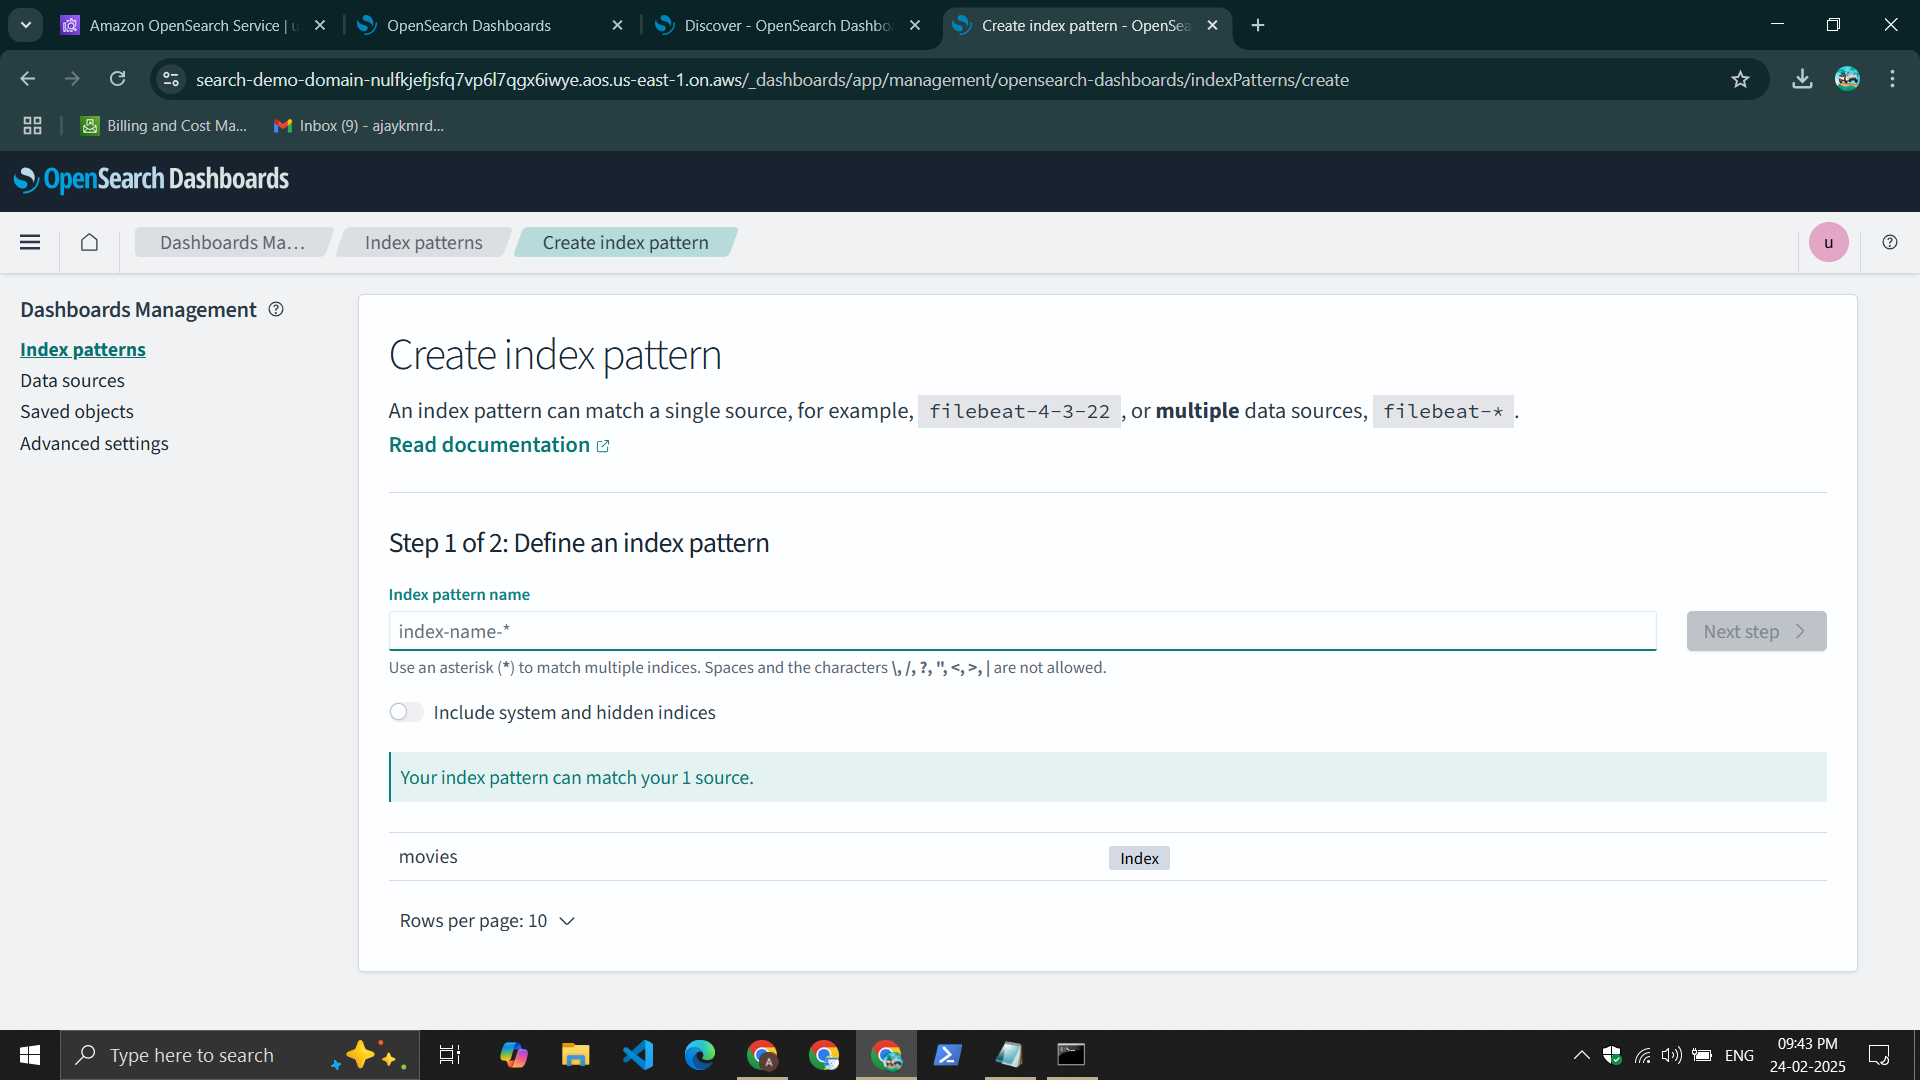 Amazon OpenSearch Service | u
OpenSearch Dashboards
Discover - OpenSearch Dashbo
Create index pattern - OpenSea
search-demo-domain-nulfkjefjsfq7vp6l7qgx6iwye.aos.us-east-1.on.aws/_dashboards/app/management/opensearch-dashboards/indexPatterns/create
Billing and Cost Ma...
Inbox (9) - ajaykmrd...
OpenSearch Dashboards
Dashboards Ma...
Index patterns
Create index pattern
u
Dashboards Management
Index patterns
Data sources
Saved objects
Advanced settings
Create index pattern
An index pattern can match a single source, for example, filebeat-4-3-22 , or multiple data sources, filebeat-* .
Read documentation
Step 1 of 2: Define an index pattern
Index pattern name
index-name-*
Next step
Use an asterisk (*) to match multiple indices. Spaces and the characters \, /, ?, ", <, >, | are not allowed.
Include system and hidden indices
Your index pattern can match your 1 source.
movies
Index
Rows per page: 10
Type here to search
A
ENG
09:43 PM
24-02-2025